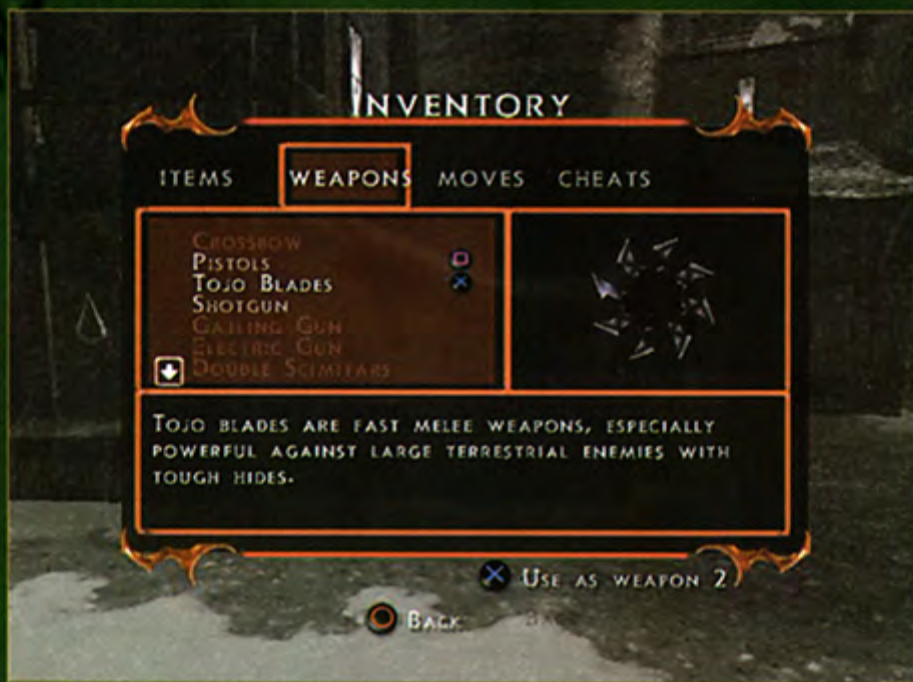 INVENTORY
ITEMS WEAPONS MOVES CHEATS
CROSSBOW
PISTOLS
TOJO BLADES
SHOTGUN
GATLING GUN
ELECTRIC GUN
DOUBLE SCIMITARS
TOJO BLADES ARE FAST MELEE WEAPONS, ESPECIALLY
POWERFUL AGAINST LARGE TERRESTRIAL ENEMIES WITH
TOUGH HIDES.
USE AS WEAPON 2
BACK